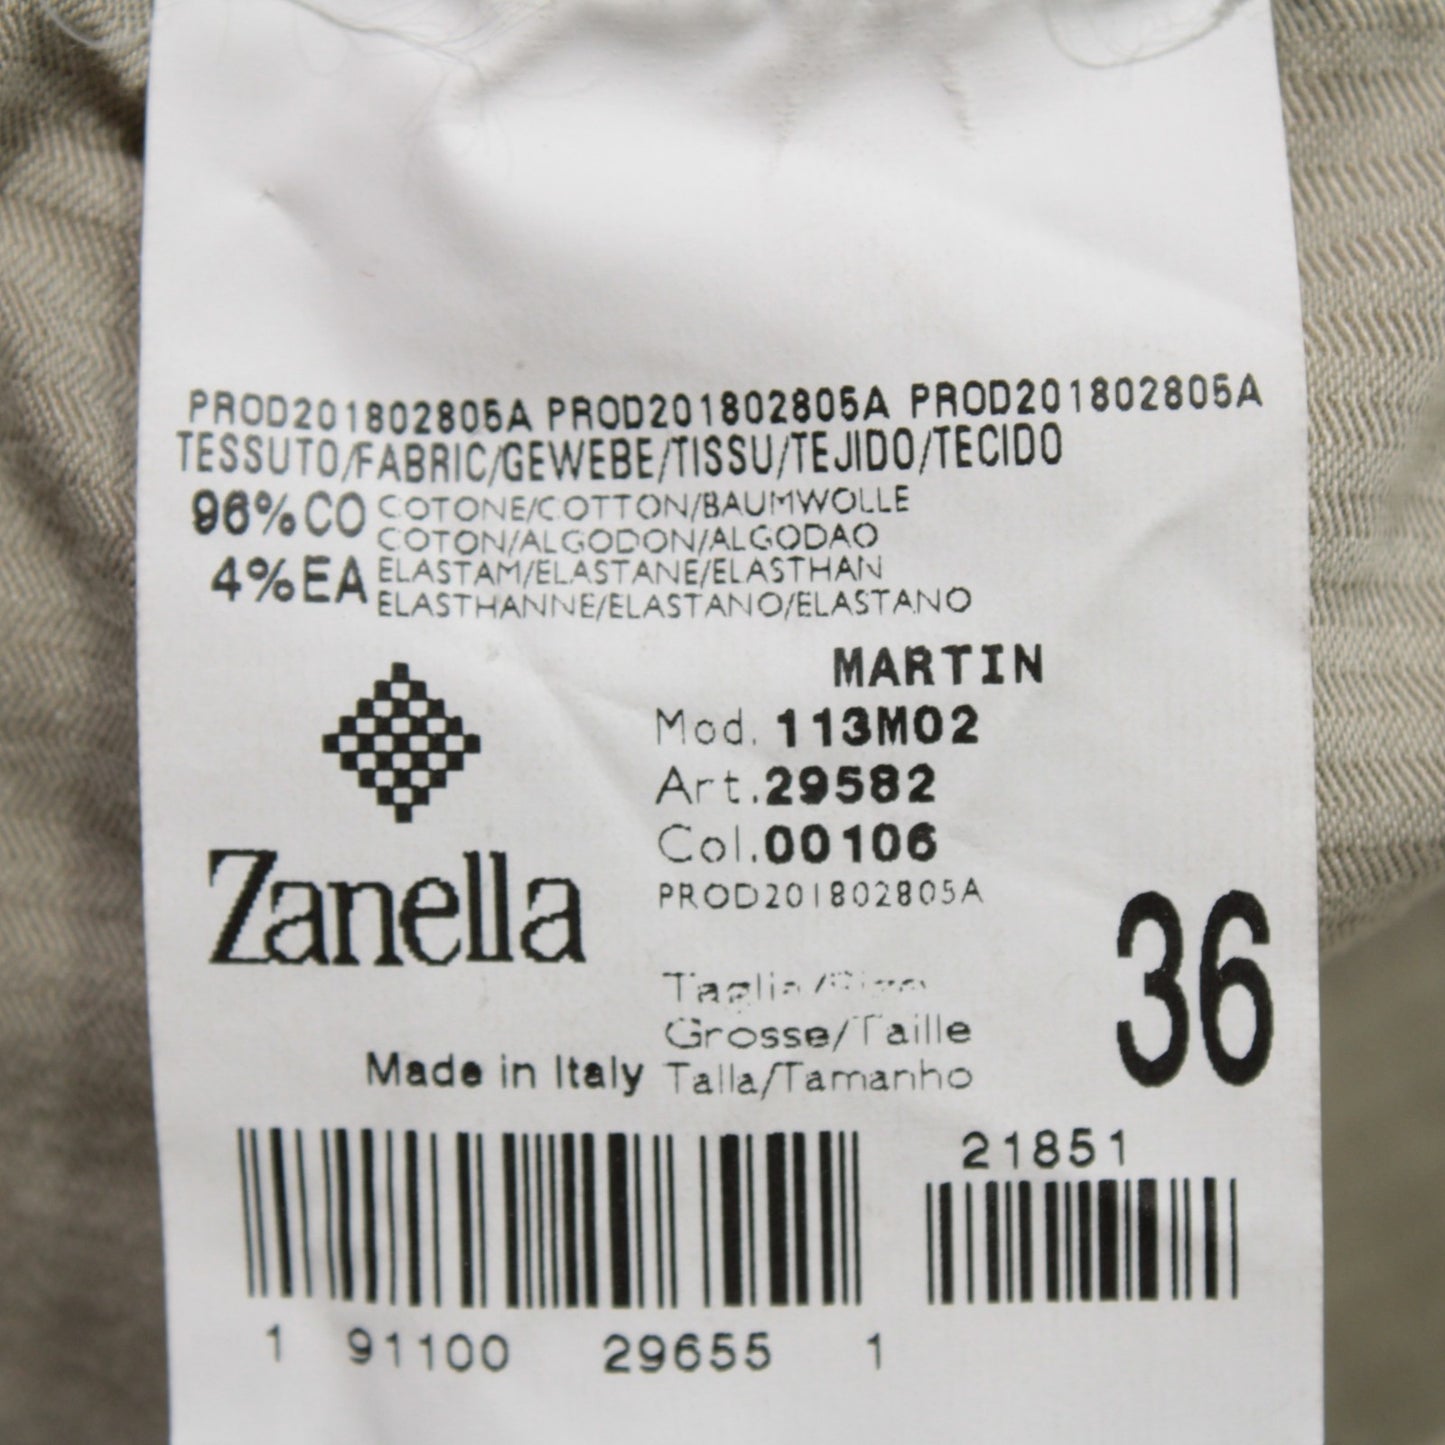 PROD201802805A PROD201802805A PROD201802805A
TESSUTO/FABRIC/GEWEBE/TISSU/TEJIDO/TECIDO
96%CO COTONE/COTTON/BAUMWOLLE
COTON/ALGODON/ALGODAO
4%EA ELASTAM/ELASTANE/ELASTHAN
ELASTHANNE/ELASTANO/ELASTANO
MARTIN
Mod. 113M02
Art.29582
Col.00106
PROD201802805A
Zanella
Taglia/
Grosse/Taille
Talla/Tamanho
36
Made in Italy
21851
1 91100 29655 1